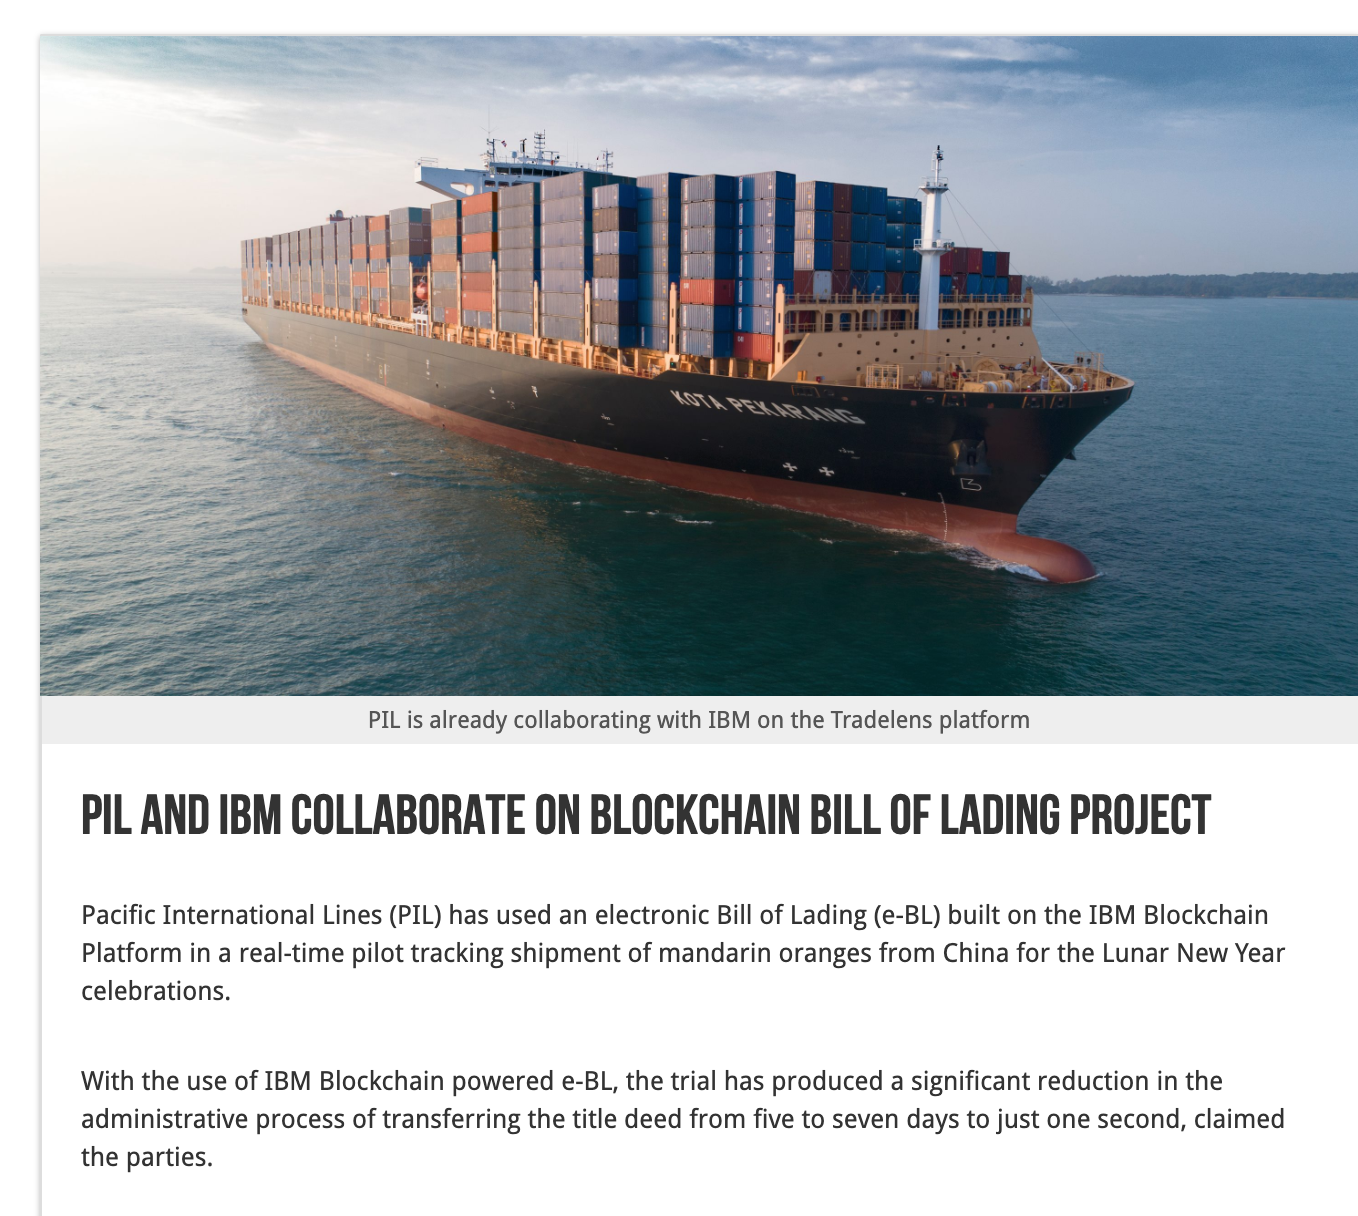 KOTA PEKARANG
PIL is already collaborating with IBM on the Tradelens platform
PIL AND IBM COLLABORATE ON BLOCKCHAIN BILL OF LADING PROJECT
Pacific International Lines (PIL) has used an electronic Bill of Lading (e-BL) built on the IBM Blockchain
Platform in a real-time pilot tracking shipment of mandarin oranges from China for the Lunar New Year
celebrations.
With the use of IBM Blockchain powered e-BL, the trial has produced a significant reduction in the
administrative process of transferring the title deed from five to seven days to just one second, claimed
the parties.